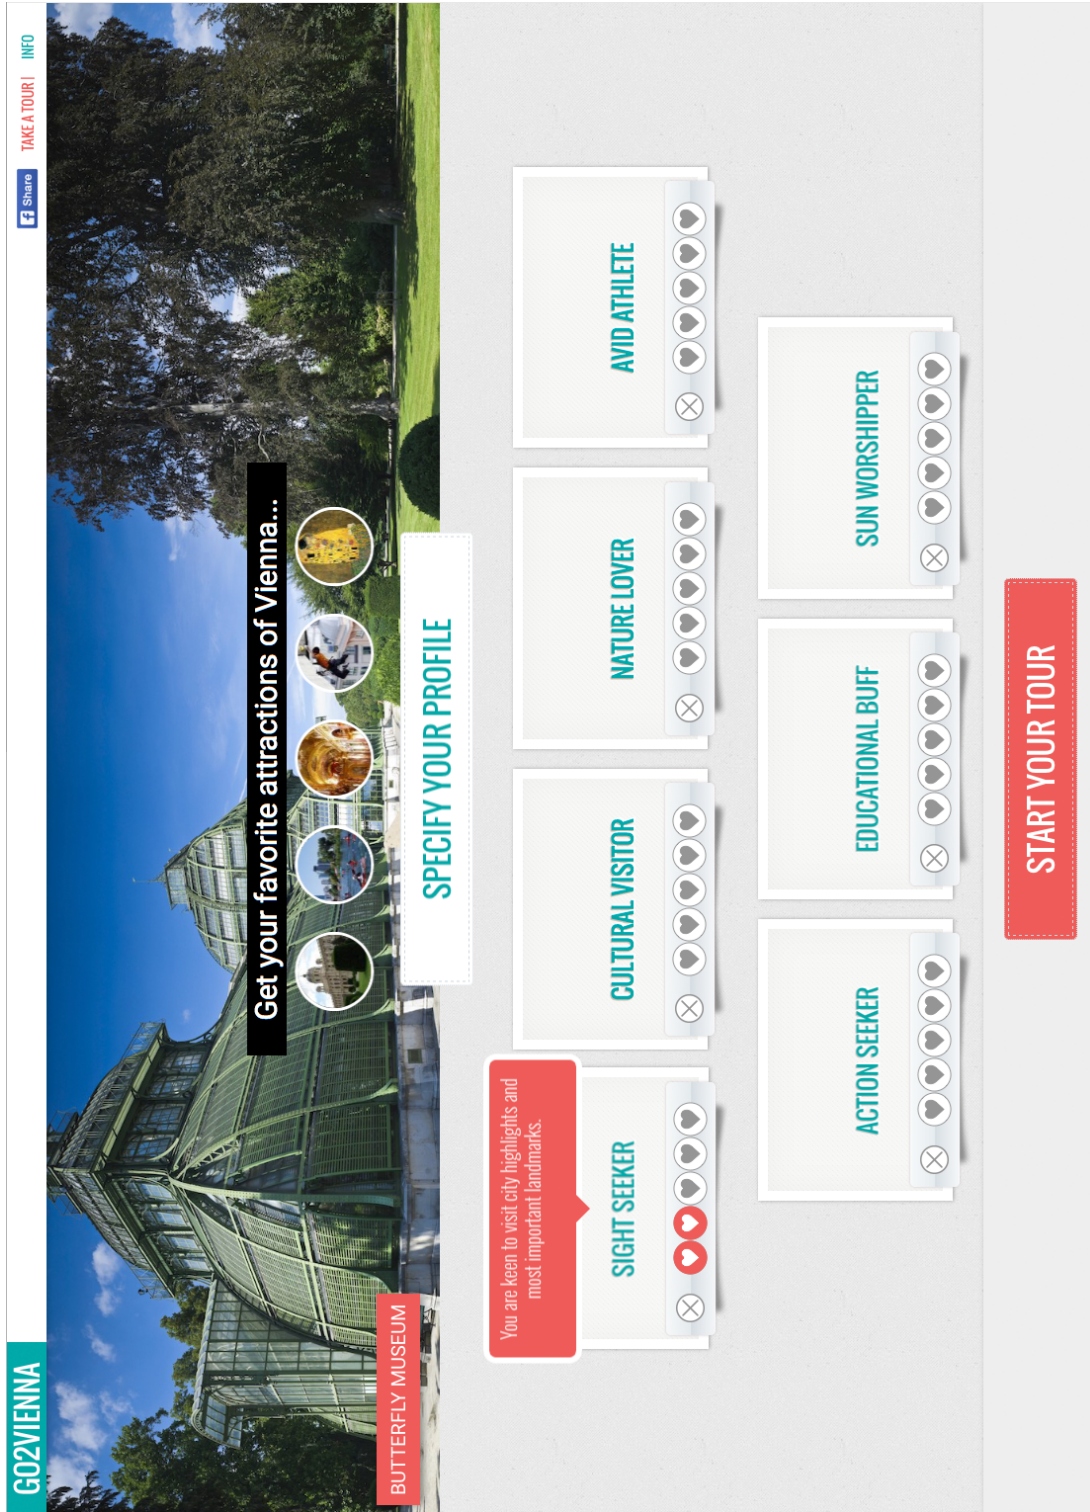 GO2VIENNA
Share
TAKE A TOUR |
INFO
Get your favorite attractions of Vienna...
BUTTERFLY MUSEUM
SPECIFY YOUR PROFILE
You are keen to visit city highlights and
most important landmarks.
SIGHT SEEKER
CULTURAL VISITOR
NATURE LOVER
AVID ATHLETE
ACTION SEEKER
EDUCATIONAL BUFF
SUN WORSHIPPER
START YOUR TOUR